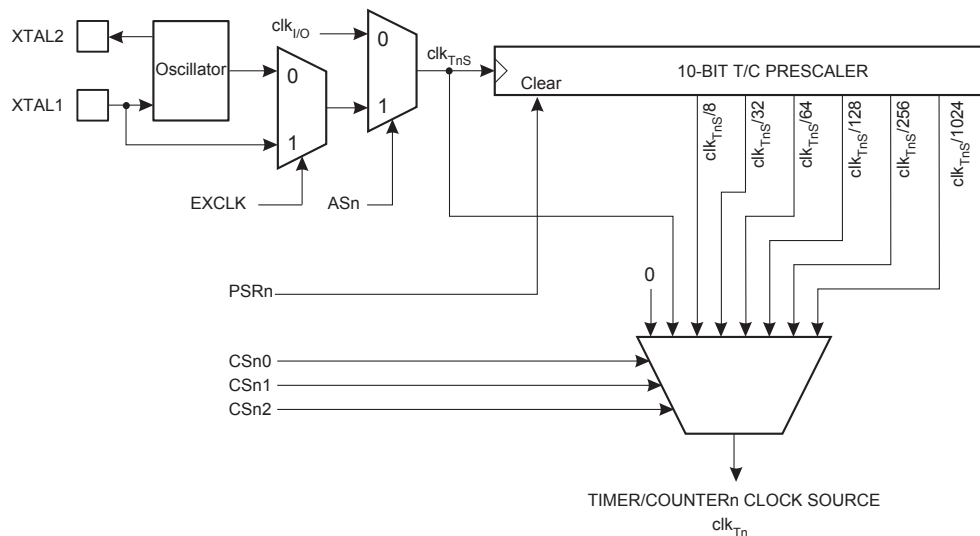 clkI/O
XTAL2
Oscillator
XTAL1
0
1
0
1
EXCLK
ASn
clkTnS
10-BIT T/C PRESCALER
Clear
clkTnS/8
clkTnS/32
clkTnS/64
clkTnS/128
clkTnS/256
clkTnS/1024
PSRn
0
CSn0
CSn1
CSn2
TIMER/COUNTERn CLOCK SOURCE
clkTn